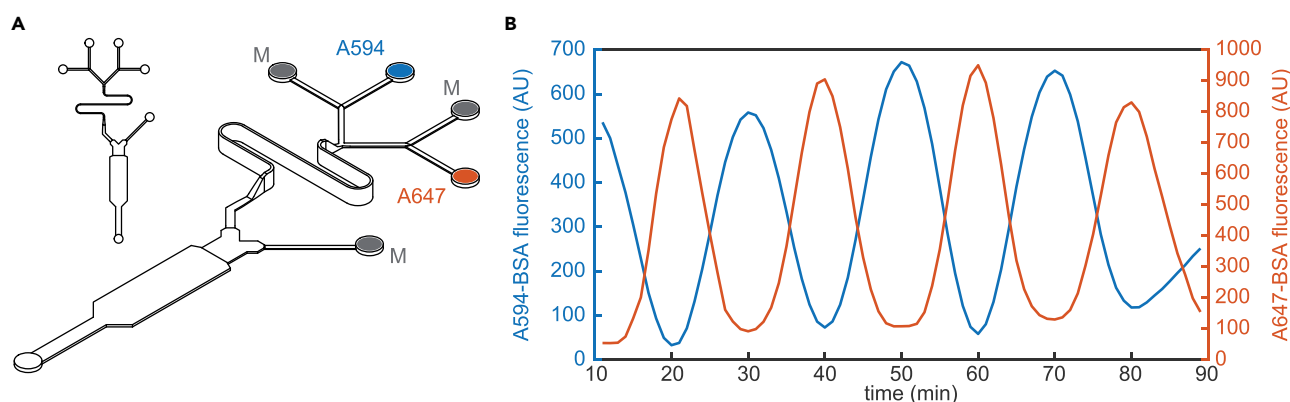 A
M
A594
M
A647
M
B
A594-BSA fluorescence (AU)
700
600
500
400
300
200
100
0
10 20 30 40 50 60 70 80 90
time (min)
1000
900
800
700
600
500
400
300
200
100
0
A647-BSA fluorescence (AU)